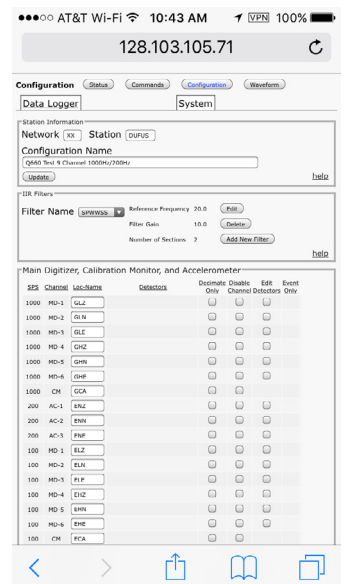 AT&T Wi-Fi 10:43 AM VPN 100%
128.103.105.71
Configuration Status Commands Configuration Waveform
Data Logger System
Station Information
Network XX Station DUFUS
Configuration Name
Q660 Test 9 Channel 1000Hz/200Hz
Update help
IIR Filters
Filter Name SPWWSS Reference Frequency 20.0 Edit
Filter Gain 10.0 Delete
Number of Sections 2 Add New Filter
help
Main Digitizer, Calibration Monitor, and Accelerometer
SPS Channel Loc-Name Detectors Decimate Only Disable Channel Edit Detectors Event Only
1000 MD-1 GLZ
1000 MD-2 GLN
1000 MD-3 GLE
1000 MD-4 GHZ
1000 MD-5 GHN
1000 MD-6 GHE
1000 CM GCA
200 AC-1 ENZ
200 AC-2 ENN
200 AC-3 ENE
100 MD-1 ELZ
100 MD-2 ELN
100 MD-3 ELE
100 MD-4 EHZ
100 MD-5 EHN
100 MD-6 EHE
100 CM ECA